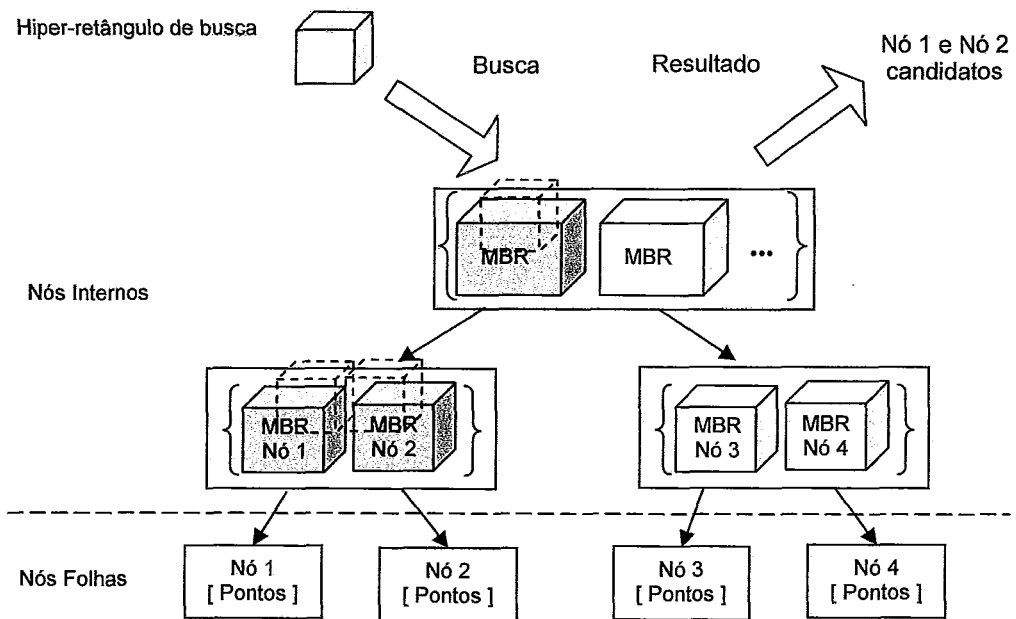 Hiper-retângulo de busca
Busca
Resultado
Nó 1 e Nó 2
candidatos
MBR
MBR
...
Nós Internos
MBR
Nó 1
MBR
Nó 2
MBR
Nó 3
MBR
Nó 4
Nós Folhas
Nó 1
[ Pontos ]
Nó 2
[ Pontos ]
Nó 3
[ Pontos ]
Nó 4
[ Pontos ]